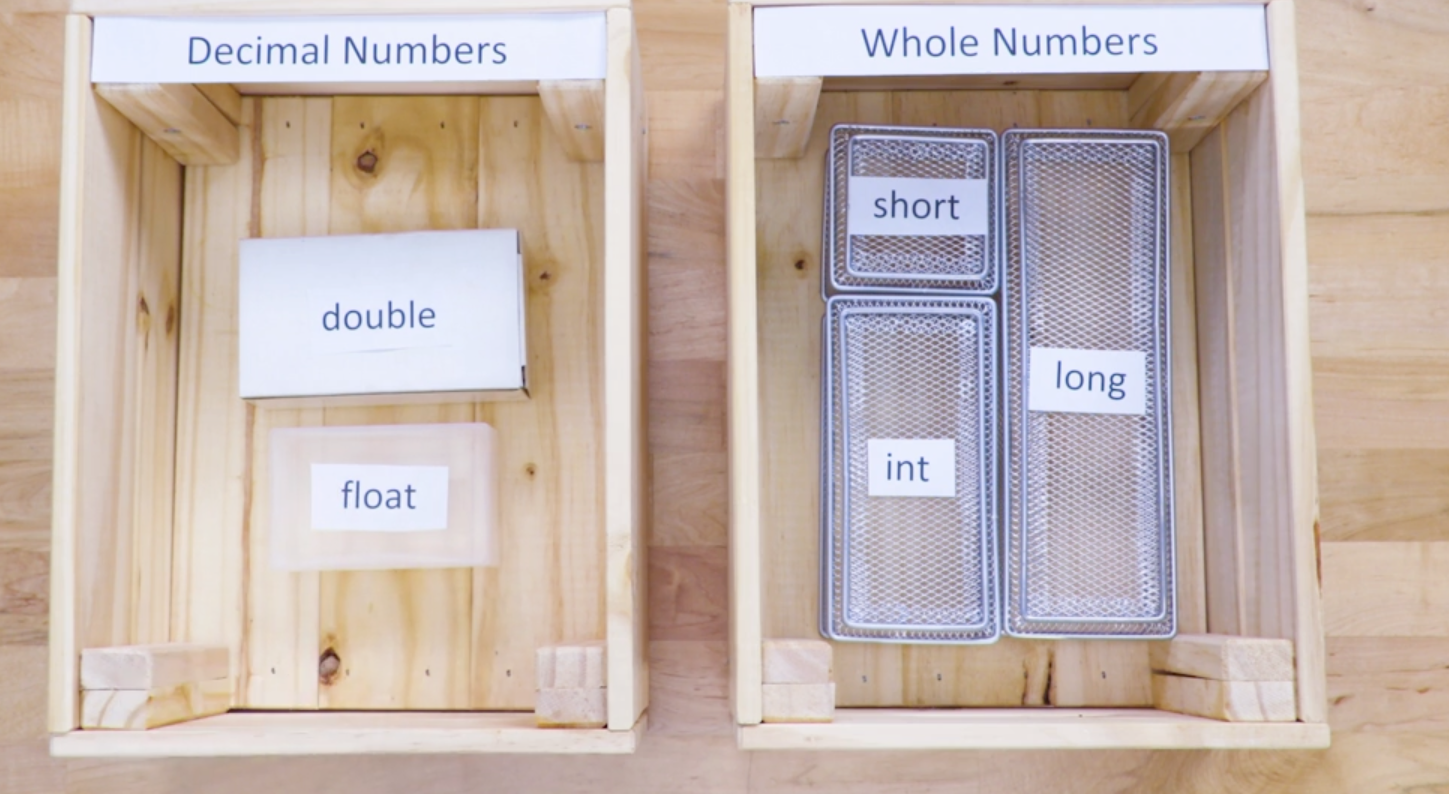 Decimal Numbers
double
float
Whole Numbers
short
long
int